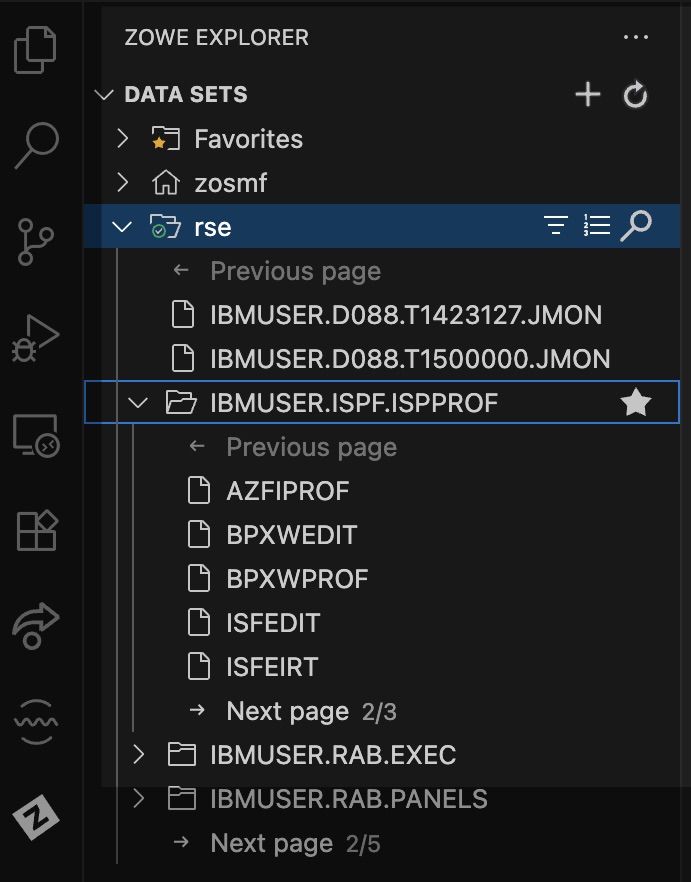 ZOWE EXPLORER
DATA SETS
Favorites
zosmf
rse
← Previous page
IBMUSER.D088.T1423127.JMON
IBMUSER.D088.T1500000.JMON
IBMUSER.ISPF.ISPPROF
← Previous page
AZFIPROF
BPXWEDIT
BPXWPROF
ISFEDIT
ISFEIRT
→ Next page 2/3
IBMUSER.RAB.EXEC
IBMUSER.RAB.PANELS
→ Next page 2/5